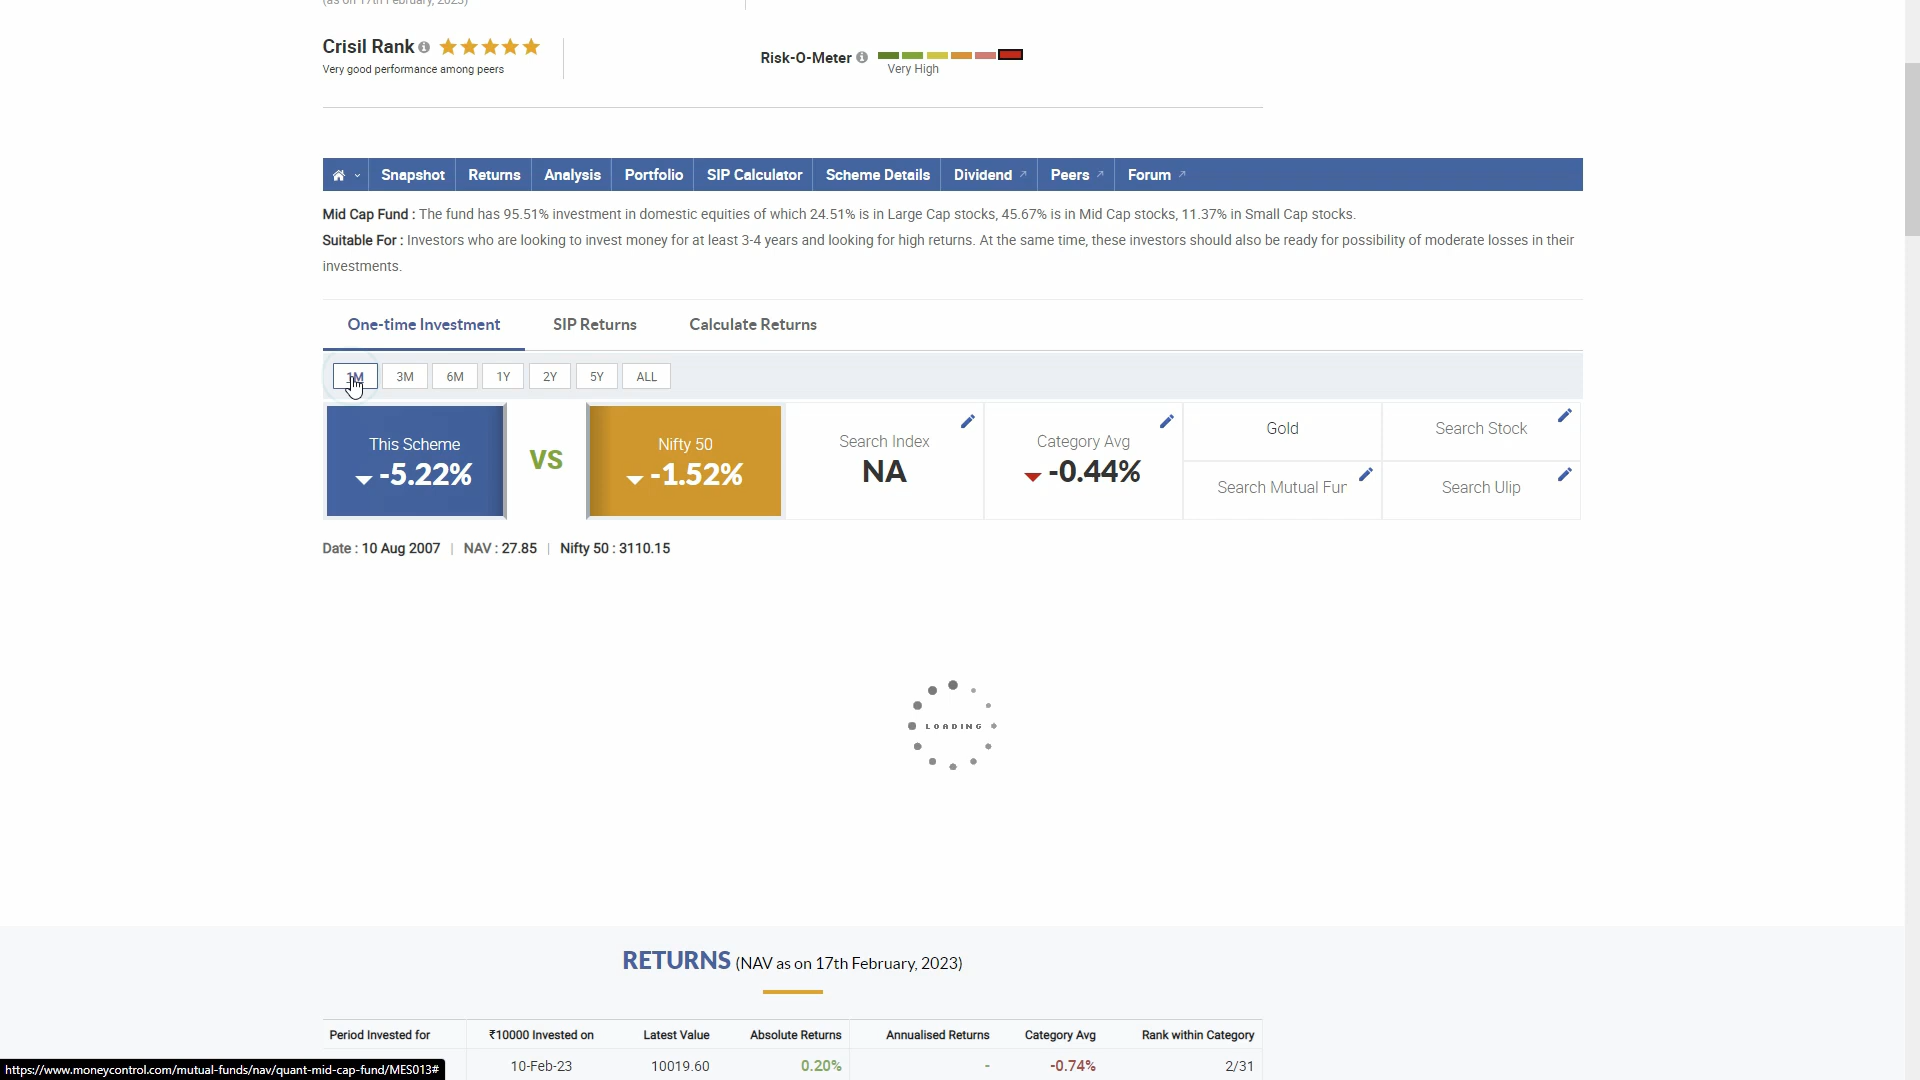 (as on 17th February, 2023)
Crisil Rank
Very good performance among peers
Risk-O-Meter
Very High
Snapshot Returns Analysis Portfolio SIP Calculator Scheme Details Dividend Peers Forum
Mid Cap Fund : The fund has 95.51% investment in domestic equities of which 24.51% is in Large Cap stocks, 45.67% is in Mid Cap stocks, 11.37% in Small Cap stocks.
Suitable For : Investors who are looking to invest money for at least 3-4 years and looking for high returns. At the same time, these investors should also be ready for possibility of moderate losses in their
investments.
One-time Investment SIP Returns Calculate Returns
1M 3M 6M 1Y 2Y 5Y ALL
This Scheme
-5.22%
VS
Nifty 50
-1.52%
Search Index
NA
Category Avg
-0.44%
Gold
Search Stock
Search Mutual Fur
Search Ulip
Date : 10 Aug 2007 | NAV : 27.85 | Nifty 50 : 3110.15
LOADING
RETURNS (NAV as on 17th February, 2023)
Period Invested for ₹10000 Invested on Latest Value Absolute Returns Annualised Returns Category Avg Rank within Category
10-Feb-23 10019.60 0.20% - -0.74% 2/31
https://www.moneycontrol.com/mutual-funds/nav/quant-mid-cap-fund/MES013#